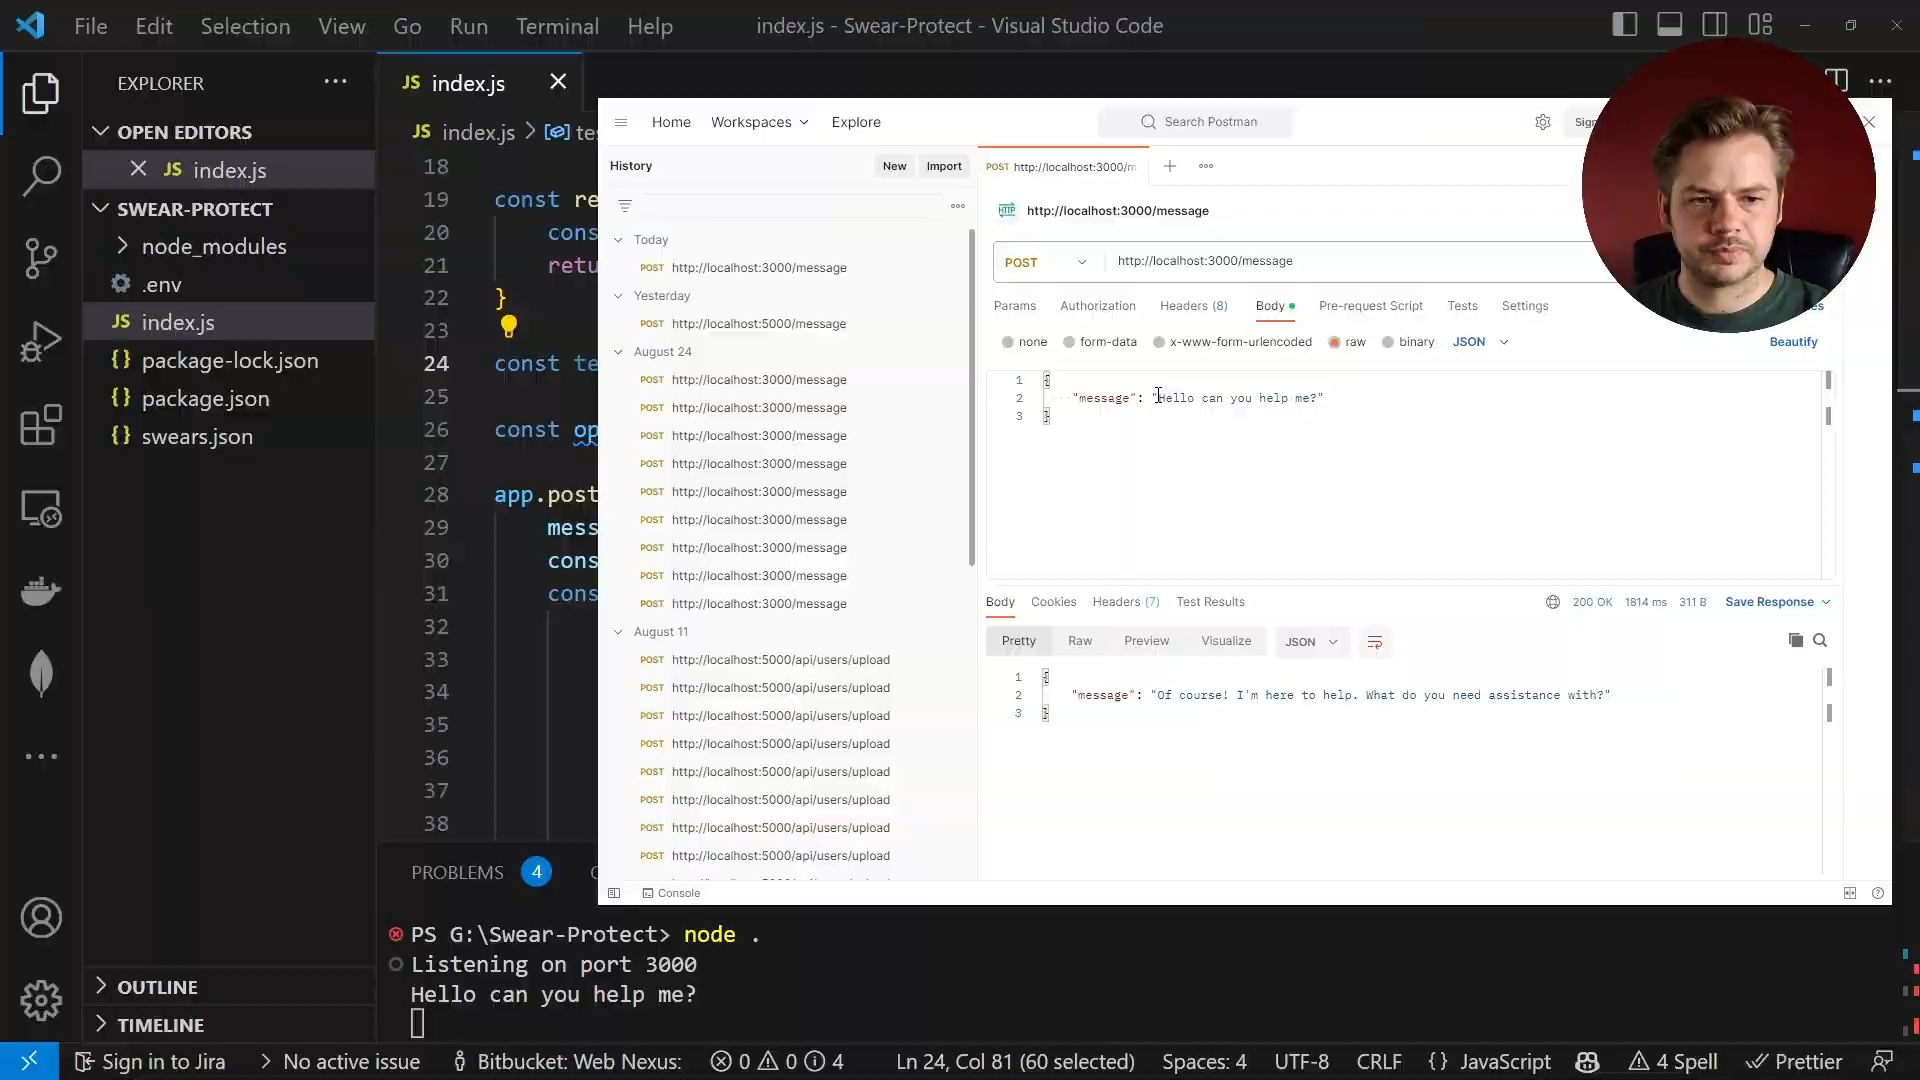 File Edit Selection View Go Run Terminal Help
index.js - Swear-Protect - Visual Studio Code
EXPLORER
OPEN EDITORS
JS index.js
SWEAR-PROTECT
node_modules
.env
JS index.js
{} package-lock.json
{} package.json
{} swears.json
OUTLINE
TIMELINE
JS index.js
JS index.js > te
18
19 const re
20 cons
21 retu
22 }
23
24 const te
25
26 const op
27
28 app.post
29 mess
30 cons
31 cons
32
33
34
35
36
37
38
PROBLEMS 4
Home Workspaces Explore
Search Postman
History
New Import
Today
POST http://localhost:3000/message
Yesterday
POST http://localhost:5000/message
August 24
POST http://localhost:3000/message
POST http://localhost:3000/message
POST http://localhost:3000/message
POST http://localhost:3000/message
POST http://localhost:3000/message
POST http://localhost:3000/message
POST http://localhost:3000/message
POST http://localhost:3000/message
POST http://localhost:3000/message
August 11
POST http://localhost:5000/api/users/upload
POST http://localhost:5000/api/users/upload
POST http://localhost:5000/api/users/upload
POST http://localhost:5000/api/users/upload
POST http://localhost:5000/api/users/upload
POST http://localhost:5000/api/users/upload
POST http://localhost:5000/api/users/upload
POST http://localhost:5000/api/users/upload
Console
POST http://localhost:3000/m
HTTP http://localhost:3000/message
POST http://localhost:3000/message
Params Authorization Headers (8) Body Pre-request Script Tests Settings
none form-data x-www-form-urlencoded raw binary JSON Beautify
1 {
2 "message": "Hello can you help me?"
3 }
Body Cookies Headers (7) Test Results 200 OK 1814 ms 311 B Save Response
Pretty Raw Preview Visualize JSON
1 {
2 "message": "Of course! I'm here to help. What do you need assistance with?"
3 }
PS G:\Swear-Protect> node .
Listening on port 3000
Hello can you help me?
Sign in to Jira No active issue Bitbucket: Web Nexus: 0 0 4 Ln 24, Col 81 (60 selected) Spaces: 4 UTF-8 CRLF {} JavaScript 4 Spell Prettier